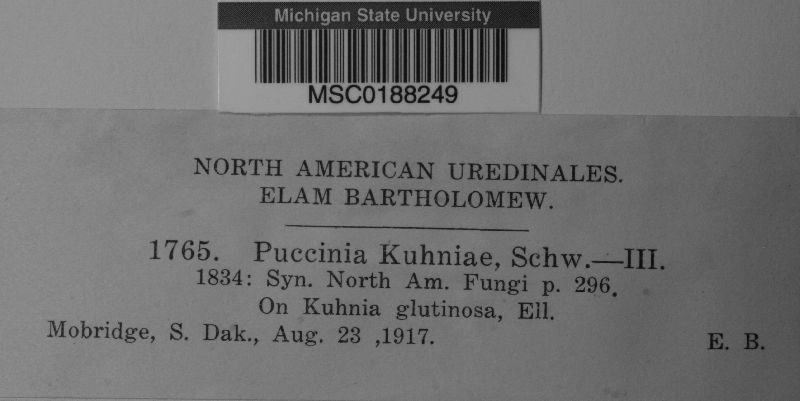 Michigan State University
MSC0188249
NORTH AMERICAN UREDINALES.
ELAM BARTHOLOMEW.
1765. Puccinia Kuhniae, Schw.—III.
1834: Syn. North Am. Fungi p. 296.
On Kuhnia glutinosa, Ell.
Mobridge, S. Dak., Aug. 23 ,1917. E. B.